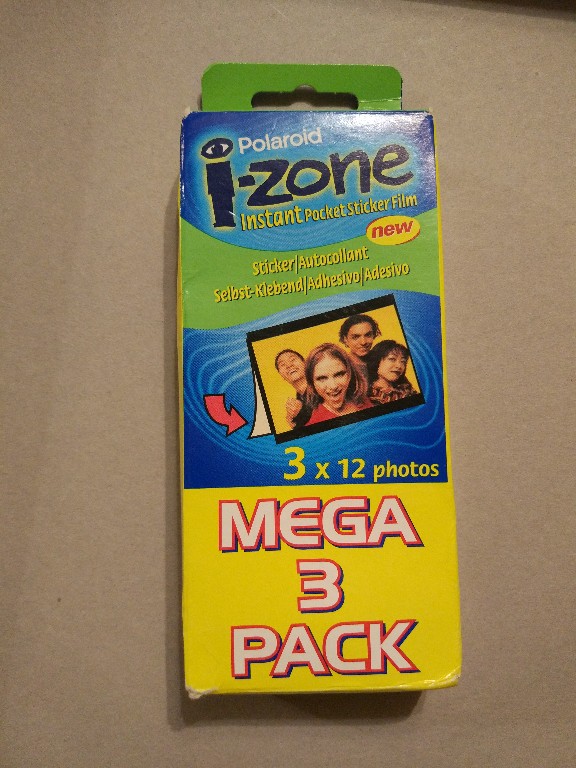 Polaroid
i-zone
Instant Pocket Sticker Film
new
Sticker/Autocollant
Selbst-Klebend/Adhesivo/Adesivo
3 x 12 photos
MEGA
3
PACK